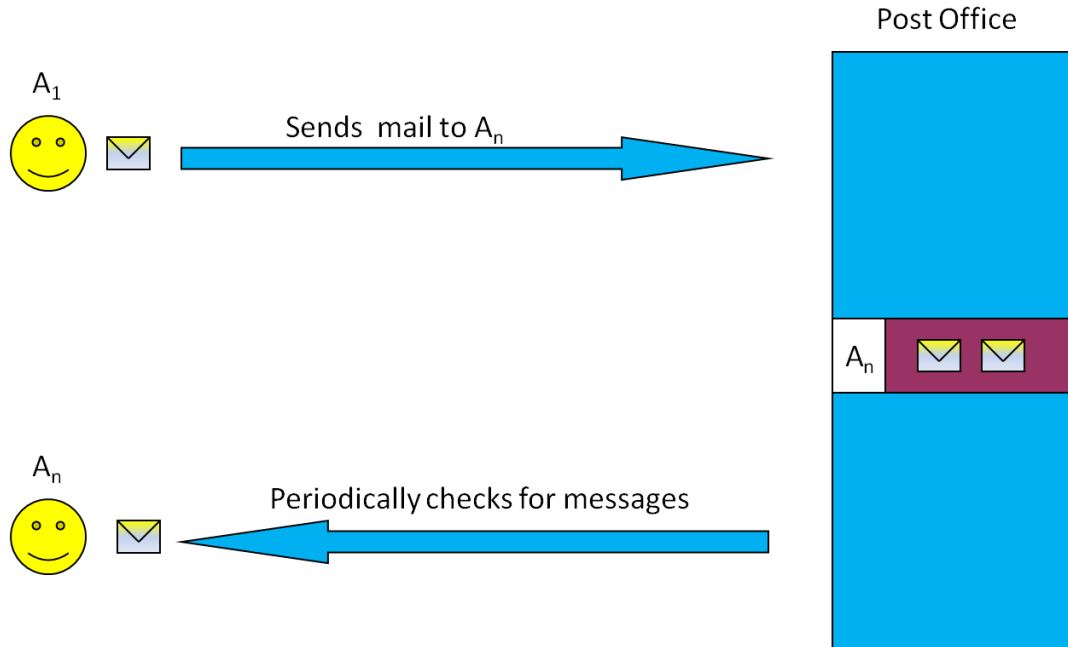 Post Office
A₁
Sends mail to Aₙ
Aₙ
Aₙ
Periodically checks for messages